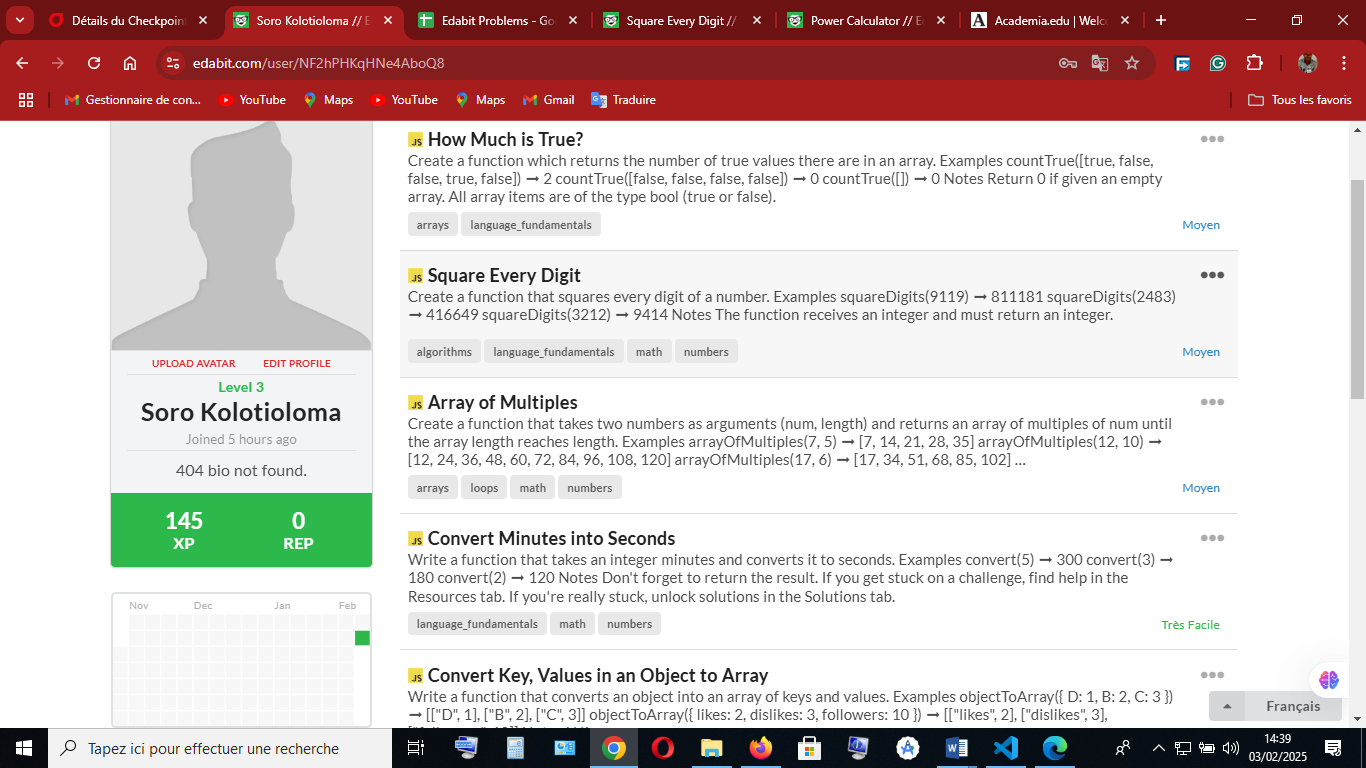 Détails du Checkpoin
Soro Kolotioloma // E
Edabit Problems - Go
Square Every Digit //
Power Calculator // E
Academia.edu | Welc
edabit.com/user/NF2hPHKqHNe4AboQ8
Gestionnaire de con...
YouTube
Maps
YouTube
Maps
Gmail
Traduire
Tous les favoris
UPLOAD AVATAR
EDIT PROFILE
Level 3
Soro Kolotioloma
Joined 5 hours ago
404 bio not found.
145
XP
0
REP
Nov Dec Jan Feb
JS How Much is True?
Create a function which returns the number of true values there are in an array. Examples countTrue([true, false,
false, true, false]) ➞ 2 countTrue([false, false, false, false]) ➞ 0 countTrue([]) ➞ 0 Notes Return 0 if given an empty
array. All array items are of the type bool (true or false).
arrays language_fundamentals
Moyen
JS Square Every Digit
Create a function that squares every digit of a number. Examples squareDigits(9119) ➞ 811181 squareDigits(2483)
➞ 416649 squareDigits(3212) ➞ 9414 Notes The function receives an integer and must return an integer.
algorithms language_fundamentals math numbers
Moyen
JS Array of Multiples
Create a function that takes two numbers as arguments (num, length) and returns an array of multiples of num until
the array length reaches length. Examples arrayOfMultiples(7, 5) ➞ [7, 14, 21, 28, 35] arrayOfMultiples(12, 10) ➞
[12, 24, 36, 48, 60, 72, 84, 96, 108, 120] arrayOfMultiples(17, 6) ➞ [17, 34, 51, 68, 85, 102] ...
arrays loops math numbers
Moyen
JS Convert Minutes into Seconds
Write a function that takes an integer minutes and converts it to seconds. Examples convert(5) ➞ 300 convert(3) ➞
180 convert(2) ➞ 120 Notes Don't forget to return the result. If you get stuck on a challenge, find help in the
Resources tab. If you're really stuck, unlock solutions in the Solutions tab.
language_fundamentals math numbers
Très Facile
JS Convert Key, Values in an Object to Array
Write a function that converts an object into an array of keys and values. Examples objectToArray({ D: 1, B: 2, C: 3 })
➞ [["D", 1], ["B", 2], ["C", 3]] objectToArray({ likes: 2, dislikes: 3, followers: 10 }) ➞ [["likes", 2], ["dislikes", 3],
Français
Tapez ici pour effectuer une recherche
14:39
03/02/2025